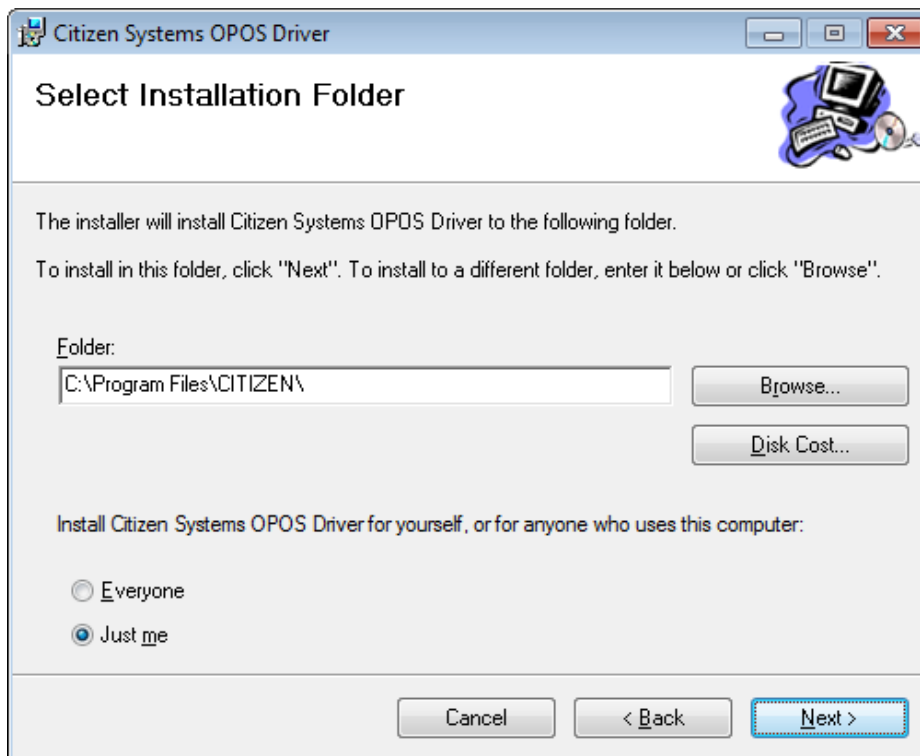 Citizen Systems OPOS Driver
Select Installation Folder
The installer will install Citizen Systems OPOS Driver to the following folder.
To install in this folder, click "Next". To install to a different folder, enter it below or click "Browse".
Folder:
C:\Program Files\CITIZEN\
Browse...
Disk Cost...
Install Citizen Systems OPOS Driver for yourself, or for anyone who uses this computer:
Everyone
Just me
Cancel
< Back
Next >